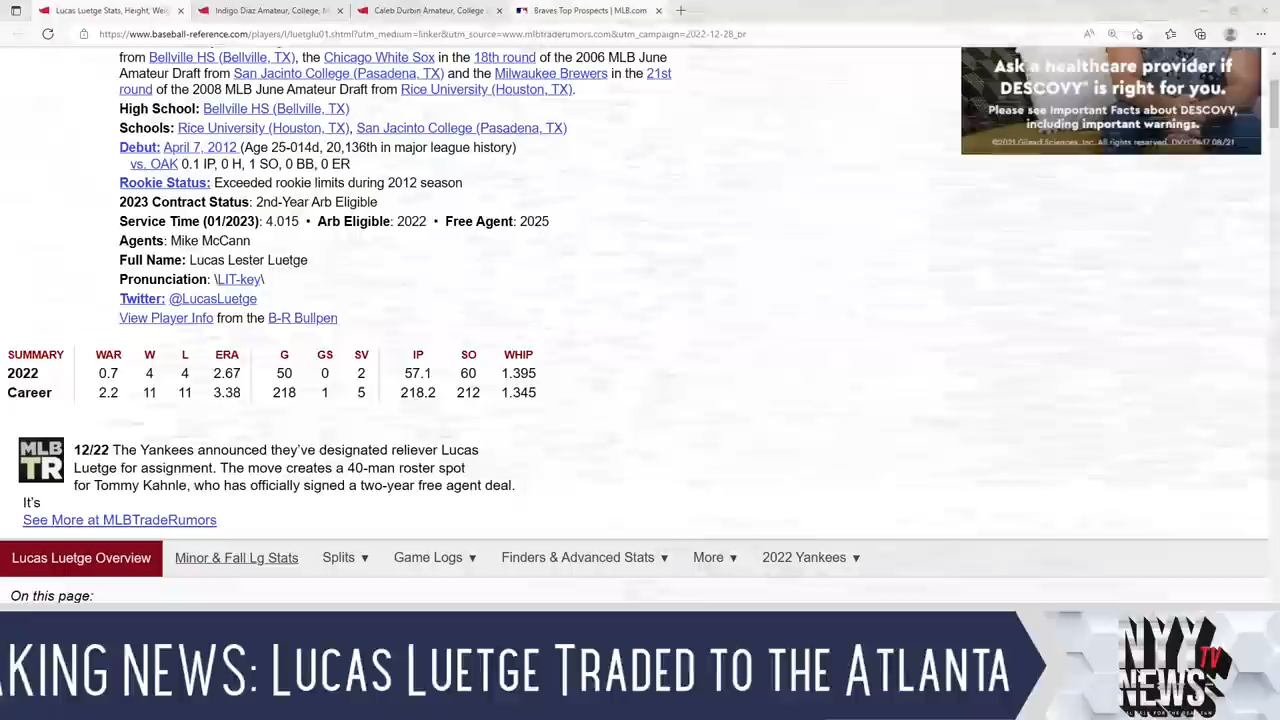 Lucas Luetge Stats, Height, Wei
Indigo Diaz Amateur, College, M
Caleb Durbin Amateur, College
Braves Top Prospects | MLB.com
https://www.baseball-reference.com/players/l/luetglu01.shtml?utm_medium=linker&utm_source=www.mlbtraderumors.com&utm_campaign=2022-12-28_br
from Bellville HS (Bellville, TX), the Chicago White Sox in the 18th round of the 2006 MLB June
Amateur Draft from San Jacinto College (Pasadena, TX) and the Milwaukee Brewers in the 21st
round of the 2008 MLB June Amateur Draft from Rice University (Houston, TX).
High School: Bellville HS (Bellville, TX)
Schools: Rice University (Houston, TX), San Jacinto College (Pasadena, TX)
Debut: April 7, 2012 (Age 25-014d, 20,136th in major league history)
vs. OAK 0.1 IP, 0 H, 1 SO, 0 BB, 0 ER
Rookie Status: Exceeded rookie limits during 2012 season
2023 Contract Status: 2nd-Year Arb Eligible
Service Time (01/2023): 4.015 • Arb Eligible: 2022 • Free Agent: 2025
Agents: Mike McCann
Full Name: Lucas Lester Luetge
Pronunciation: \LIT-key\
Twitter: @LucasLuetge
View Player Info from the B-R Bullpen
Ask a healthcare provider if
DESCOVY® is right for you.
Please see Important Facts about DESCOVY,
including important warnings.
©2021 Gilead Sciences, Inc. All rights reserved. 08/21
SUMMARY WAR W L ERA G GS SV IP SO WHIP
2022 0.7 4 4 2.67 50 0 2 57.1 60 1.395
Career 2.2 11 11 3.38 218 1 5 218.2 212 1.345
MLB
TR
12/22 The Yankees announced they've designated reliever Lucas
Luetge for assignment. The move creates a 40-man roster spot
for Tommy Kahnle, who has officially signed a two-year free agent deal.
It's
See More at MLBTradeRumors
Lucas Luetge Overview Minor & Fall Lg Stats Splits ▼ Game Logs ▼ Finders & Advanced Stats ▼ More ▼ 2022 Yankees ▼
On this page:
AKING NEWS: LUCAS LUETGE TRADED TO THE ATLANTA
NYY
TV
NEWS